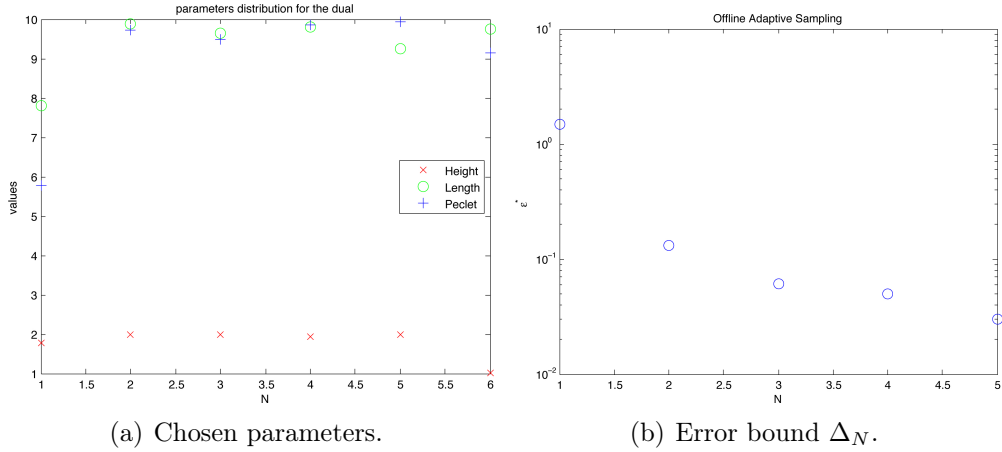 parameters distribution for the dual
10
9
8
7
6
5
4
3
2
1
values
Height
Length
Peclet
1 1.5 2 2.5 3 3.5 4 4.5 5 5.5 6
N
(a) Chosen parameters.
Offline Adaptive Sampling
10^1
10^0
10^-1
10^-2
ε*
1 1.5 2 2.5 3 3.5 4 4.5 5
N
(b) Error bound Δ_N.